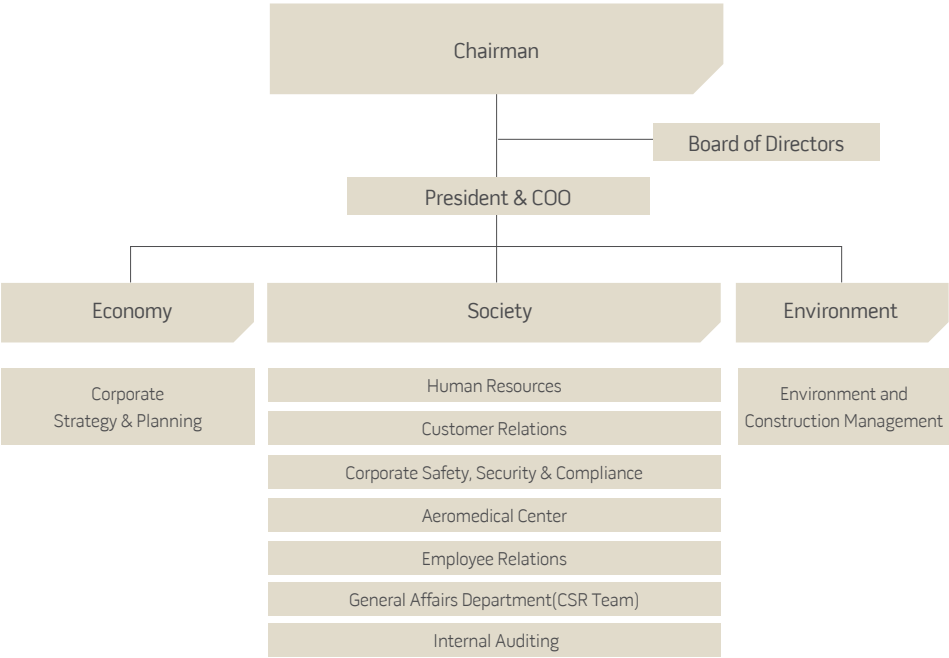 Chairman
Board of Directors
President & COO
Economy
Society
Environment
Corporate
Strategy & Planning
Human Resources
Customer Relations
Corporate Safety, Security & Compliance
Aeromedical Center
Employee Relations
General Affairs Department(CSR Team)
Internal Auditing
Environment and
Construction Management